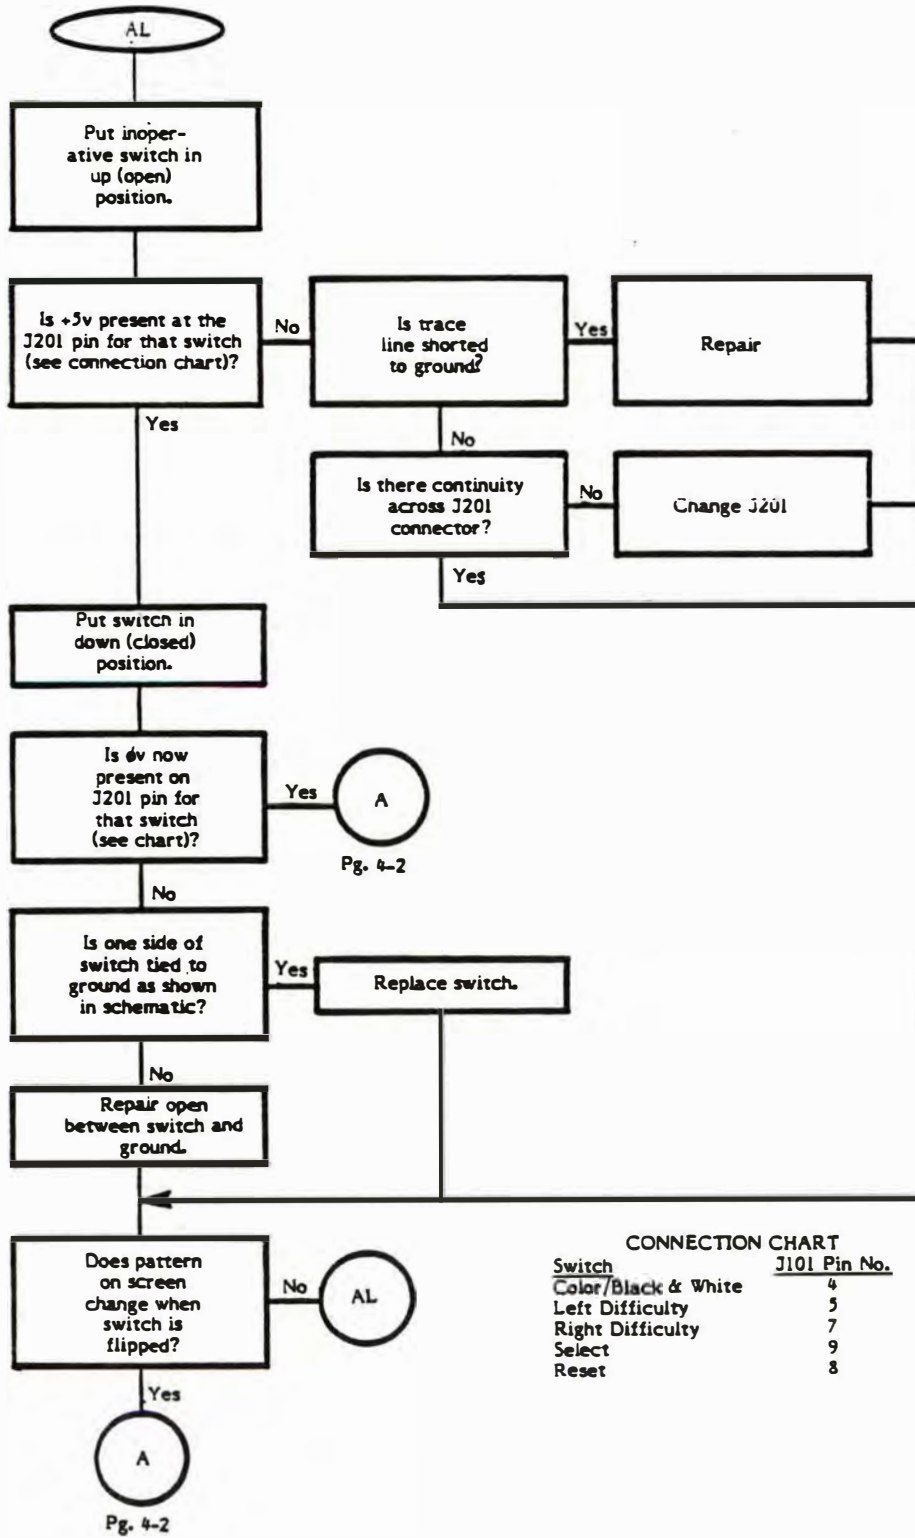 AL
Put inoper-
ative switch in
up (open)
position.
Is +5v present at the
J201 pin for that switch
(see connection chart)?
No
Is trace
line shorted
to ground?
Yes
Repair
Yes
No
Is there continuity
across J201
connector?
No
Change J201
Yes
Put switch in
down (closed)
position.
Is øv now
present on
J201 pin for
that switch
(see chart)?
Yes
A
Pg. 4-2
No
Is one side of
switch tied to
ground as shown
in schematic?
Yes
Replace switch.
No
Repair open
between switch and
ground.
Does pattern
on screen
change when
switch is
flipped?
No
AL
Yes
A
Pg. 4-2
CONNECTION CHART
Switch J101 Pin No.
Color/Black & White 4
Left Difficulty 5
Right Difficulty 7
Select 9
Reset 8